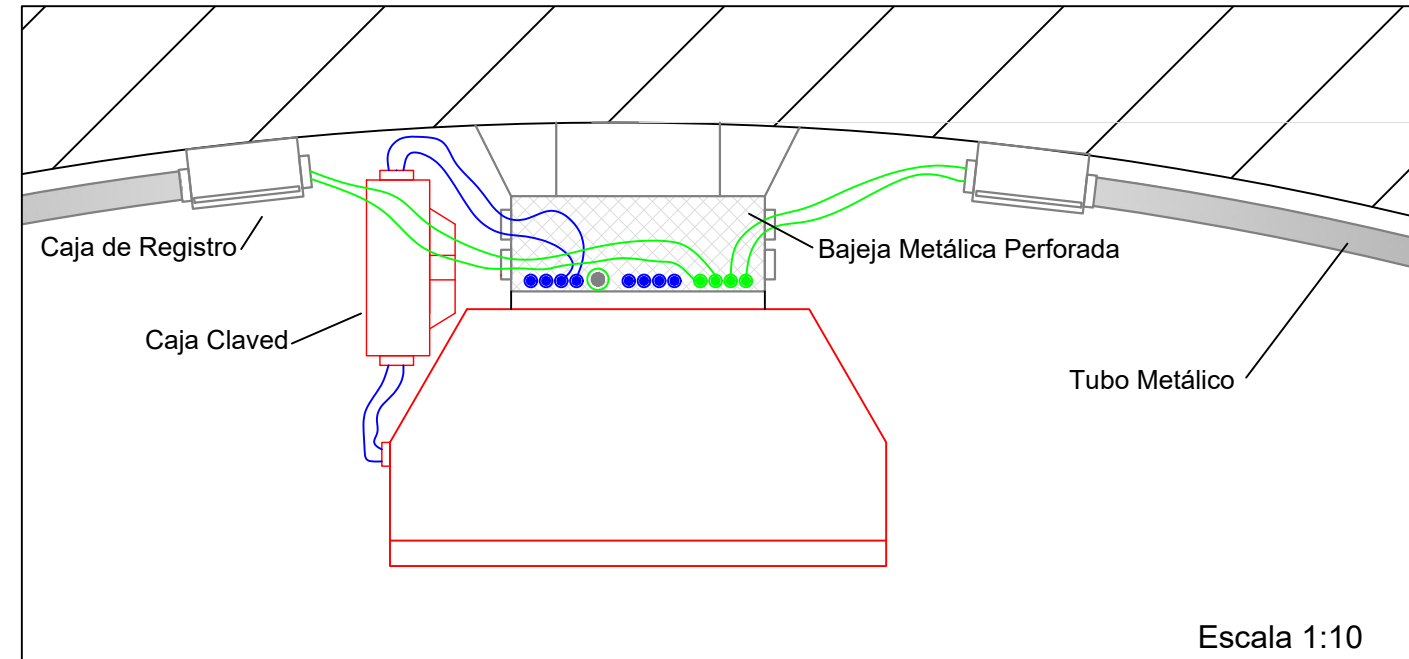 Caja de Registro
Bajeja Metálica Perforada
Caja Claved
Tubo Metálico
Escala 1:10